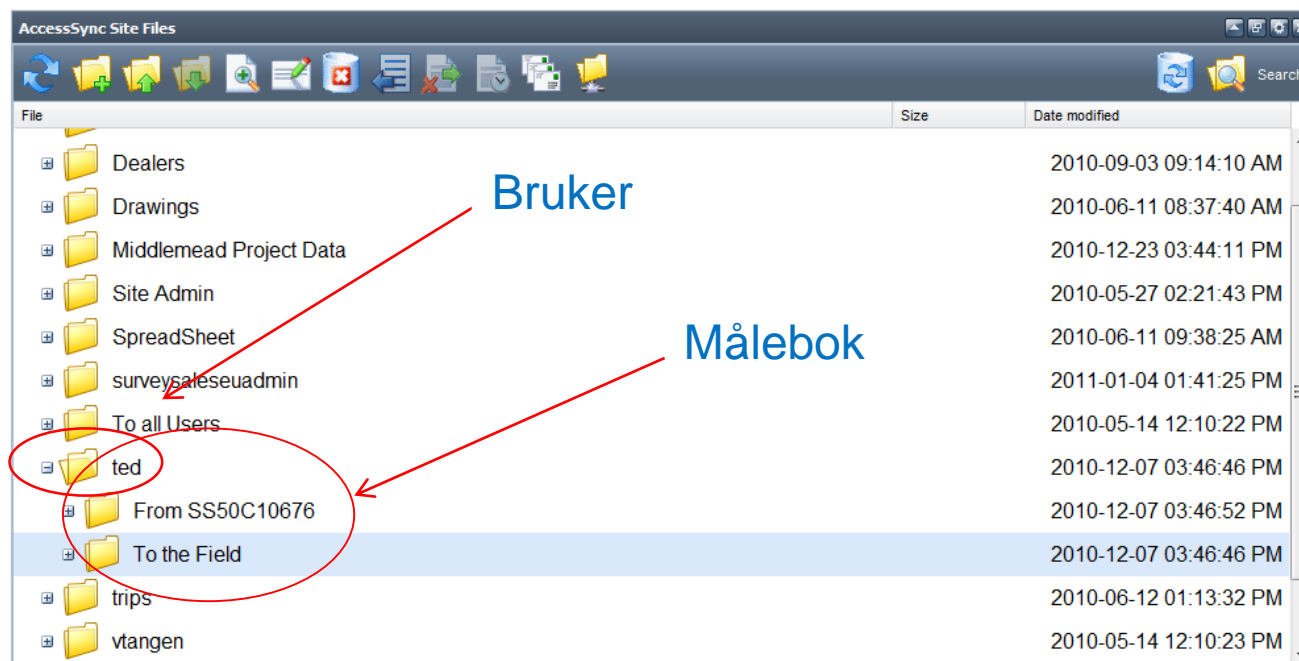 AccessSync Site Files
Search
File Size Date modified
Dealers 2010-09-03 09:14:10 AM
Bruker
Drawings 2010-06-11 08:37:40 AM
Middlemead Project Data 2010-12-23 03:44:11 PM
Site Admin 2010-05-27 02:21:43 PM
SpreadSheet 2010-06-11 09:38:25 AM
Målebok
surveysaleseuadmin 2011-01-04 01:41:25 PM
To all Users 2010-05-14 12:10:22 PM
ted 2010-12-07 03:46:46 PM
From SS50C10676 2010-12-07 03:46:52 PM
To the Field 2010-12-07 03:46:46 PM
trips 2010-06-12 01:13:32 PM
vtangen 2010-05-14 12:10:23 PM